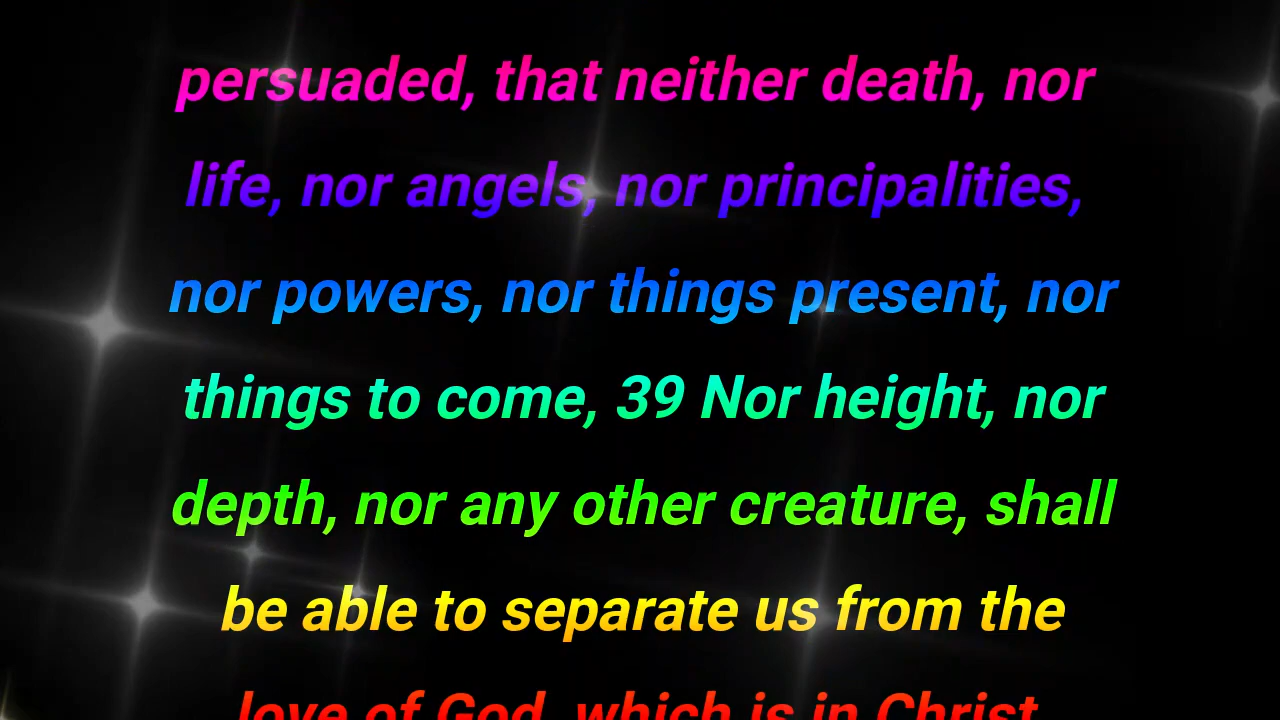 persuaded, that neither death, nor
life, nor angels, nor principalities,
nor powers, nor things present, nor
things to come, 39 Nor height, nor
depth, nor any other creature, shall
be able to separate us from the
love of God, which is in Christ